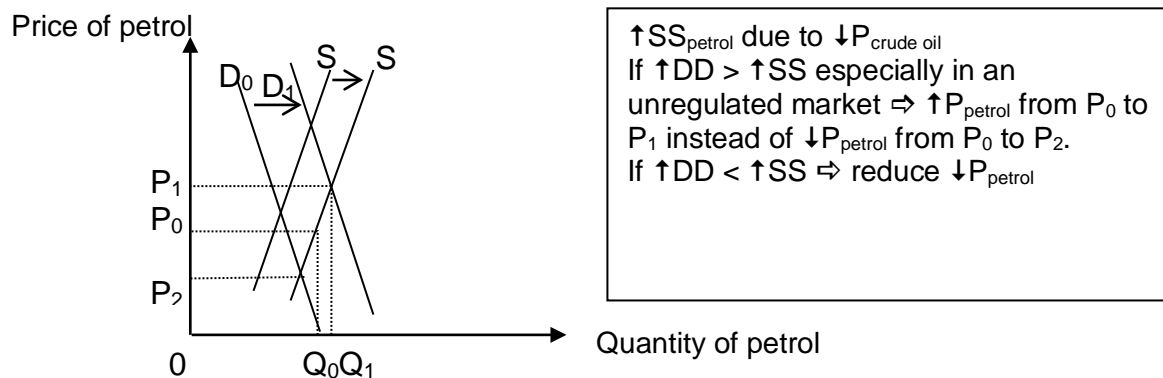 Price of petrol
D₀ D₁ S S
P₁
P₀
P₂
0 Q₀Q₁
Quantity of petrol
↑SSpetrol due to ↓Pcrude oil
If ↑DD > ↑SS especially in an
unregulated market ⇨ ↑Ppetrol from P₀ to
P₁ instead of ↓Ppetrol from P₀ to P₂.
If ↑DD < ↑SS ⇨ reduce ↓Ppetrol